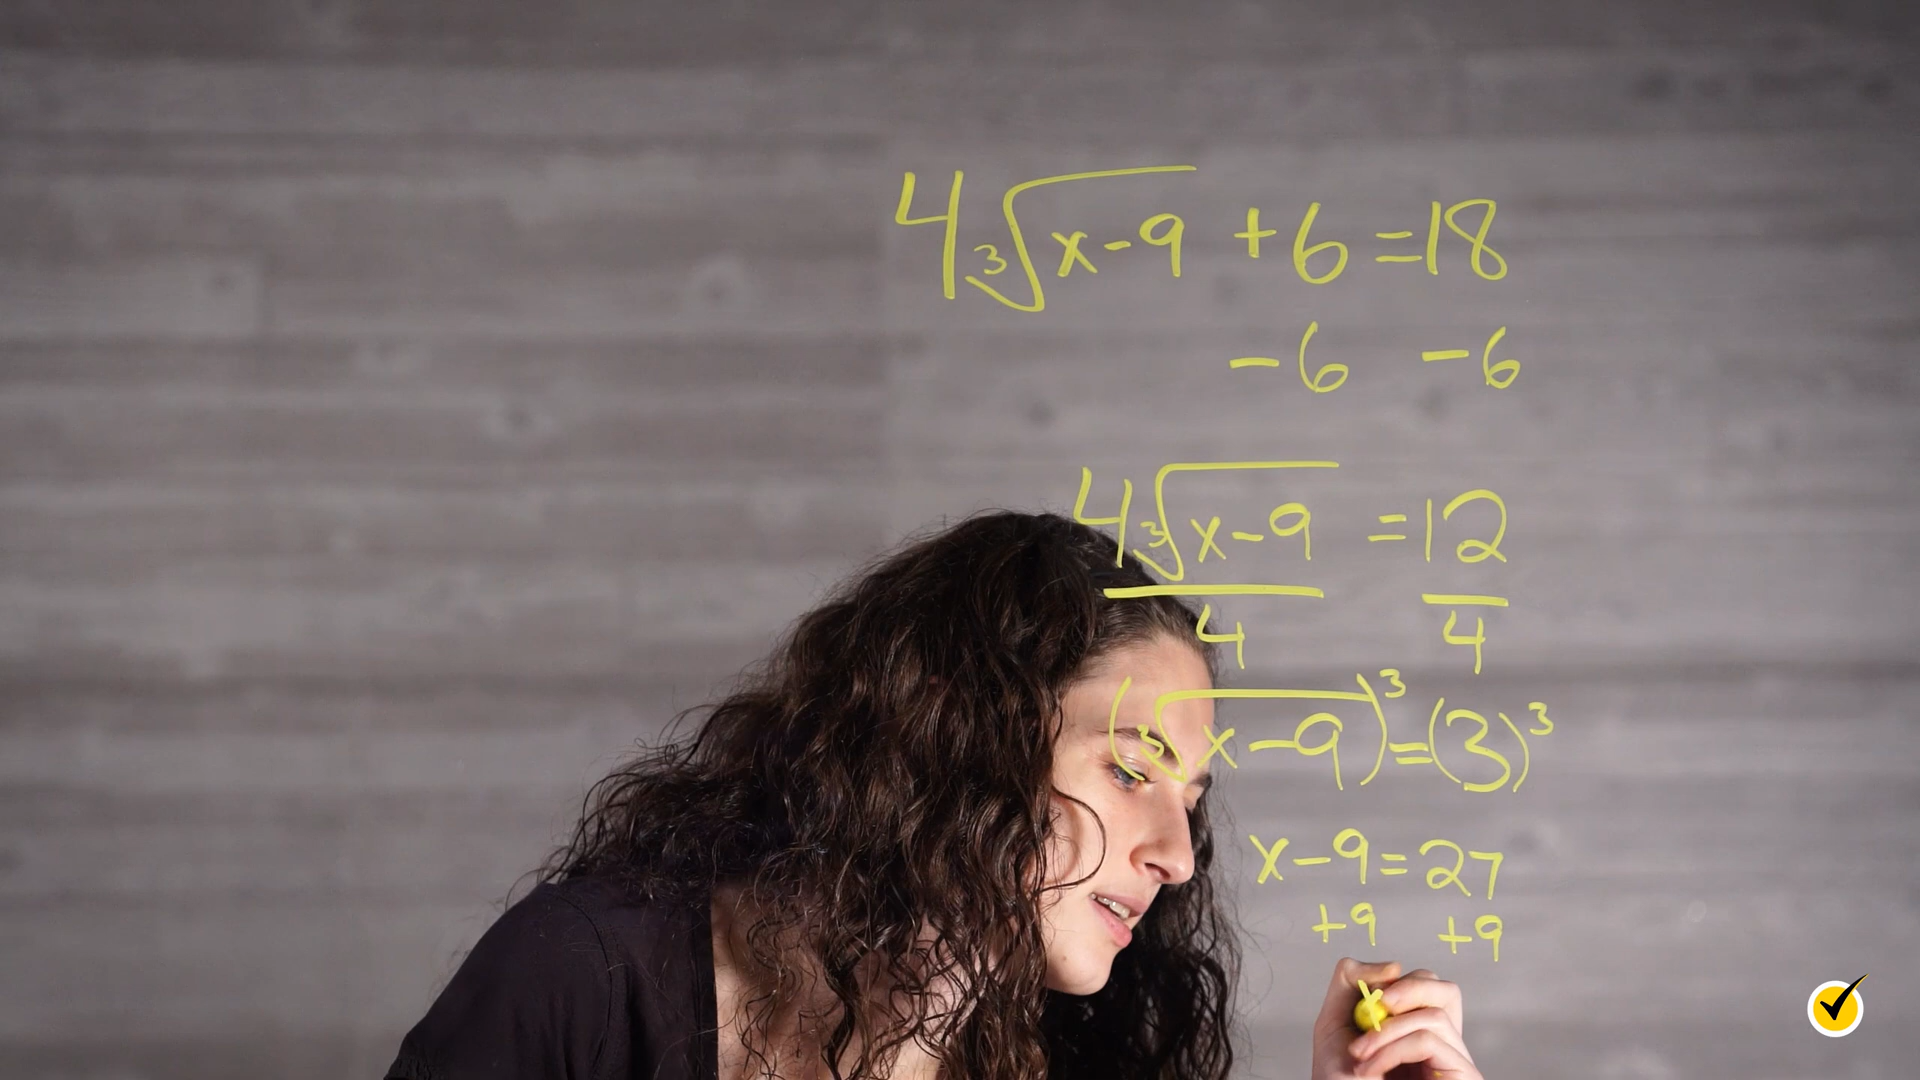 4∛x-9 + 6 = 18
-6 -6
4∛x-9 = 12
4 4
(∛x-9)³ = (3)³
x-9 = 27
+9 +9
x